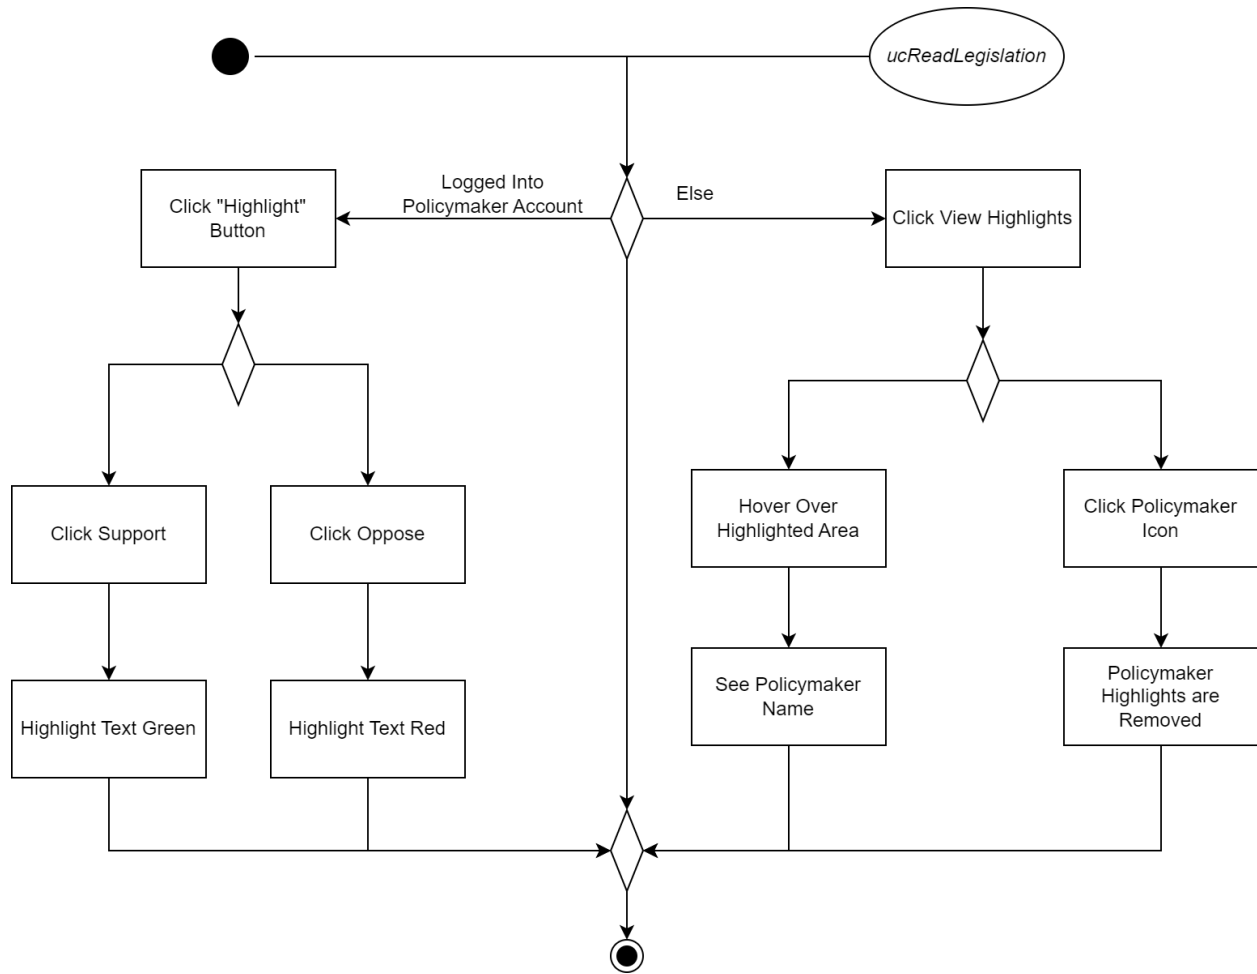 ucReadLegislation
Logged Into
Policymaker Account
Else
Click "Highlight"
Button
Click View Highlights
Click Support
Click Oppose
Hover Over
Highlighted Area
Click Policymaker
Icon
Highlight Text Green
Highlight Text Red
See Policymaker
Name
Policymaker
Highlights are
Removed